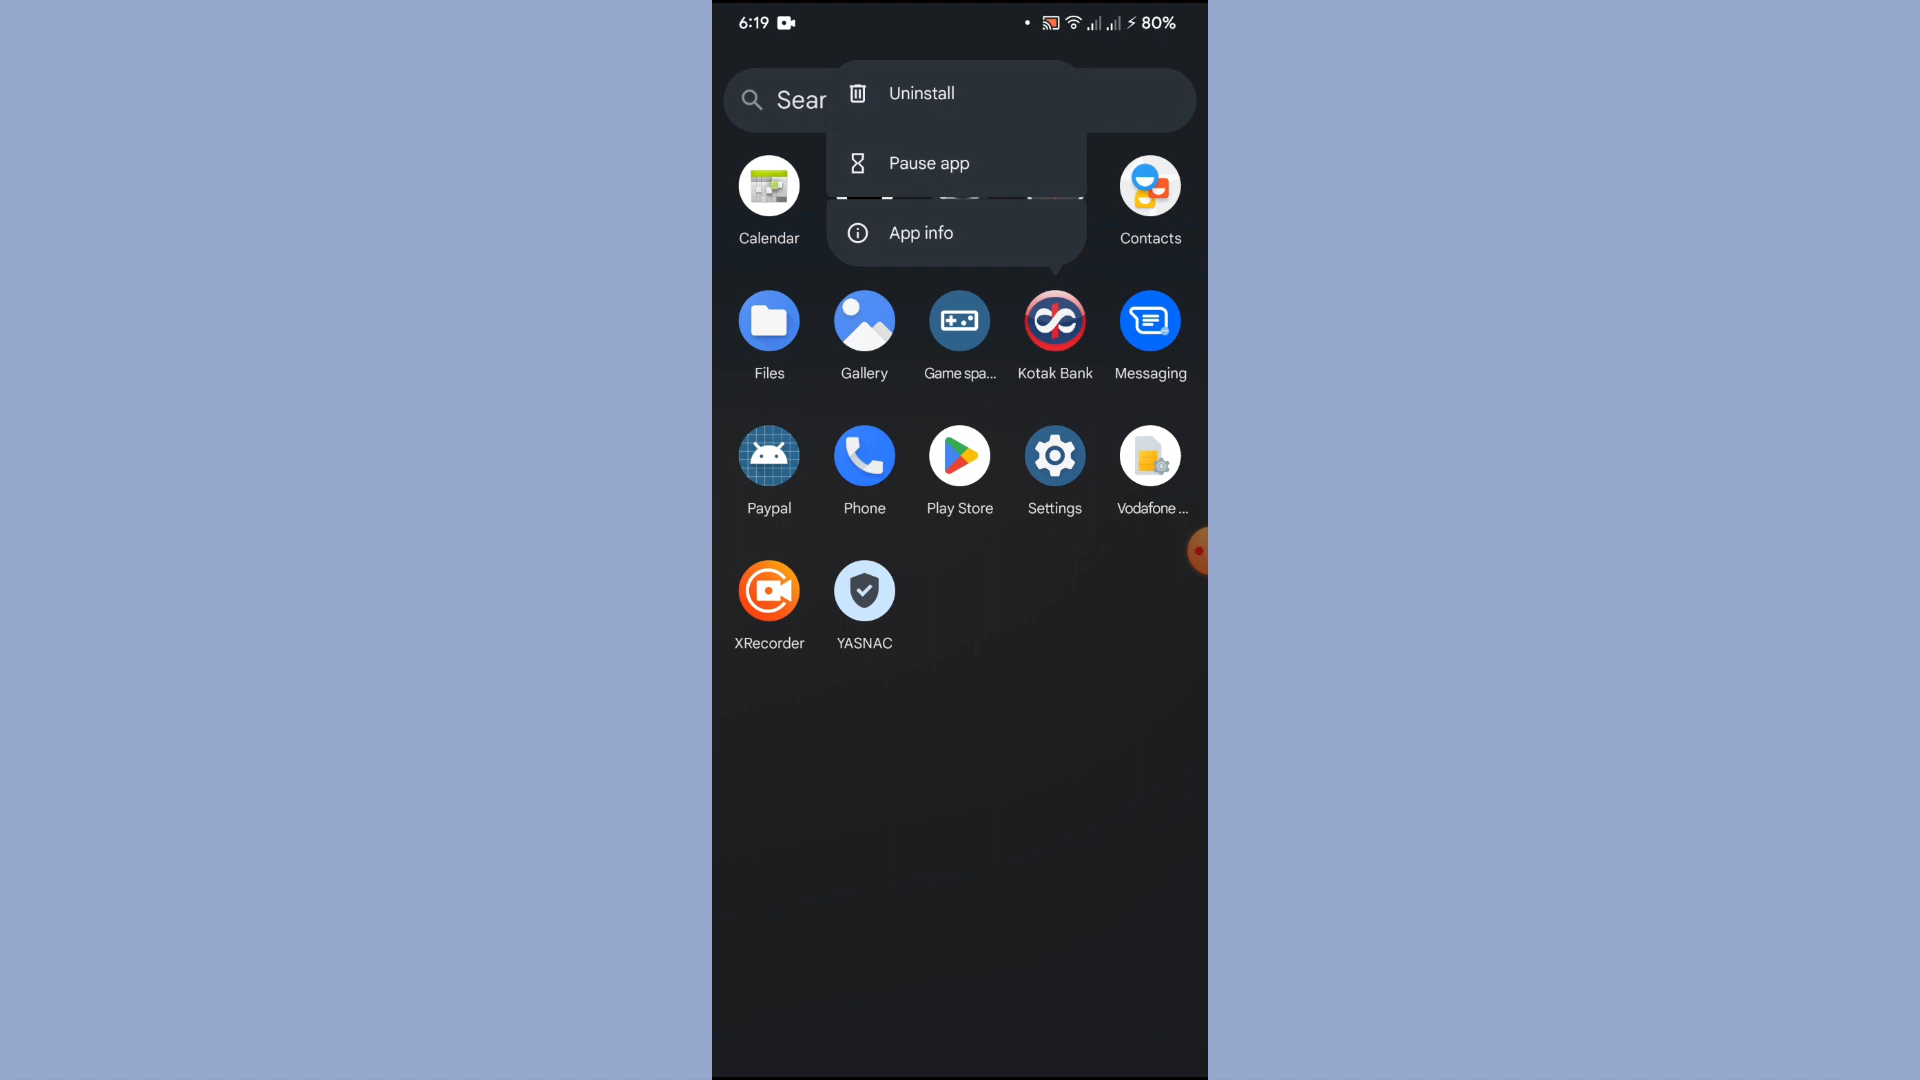 6:19
80%
Sear
Uninstall
Pause app
App info
Calendar
Contacts
Files
Gallery
Game spa...
Kotak Bank
Messaging
Paypal
Phone
Play Store
Settings
Vodafone ...
XRecorder
YASNAC